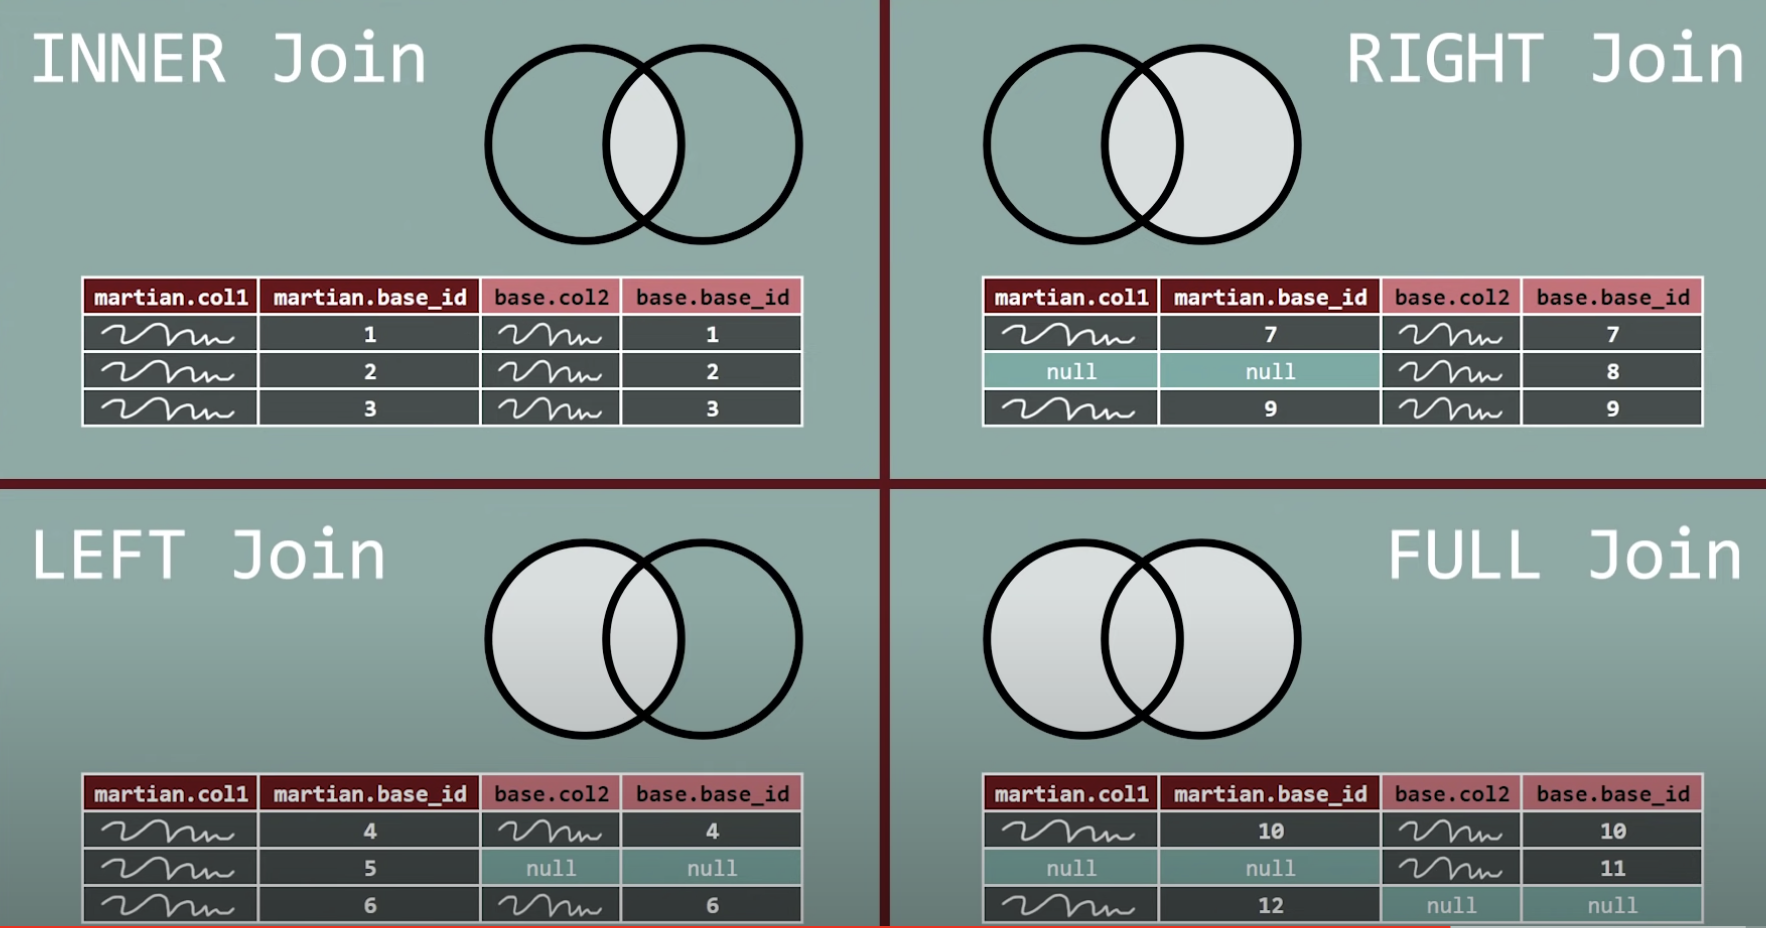 INNER Join
martian.col1 martian.base_id base.col2 base.base_id
1 1
2 2
3 3
RIGHT Join
martian.col1 martian.base_id base.col2 base.base_id
7 7
null null 8
9 9
LEFT Join
martian.col1 martian.base_id base.col2 base.base_id
4 4
5 null null
6 6
FULL Join
martian.col1 martian.base_id base.col2 base.base_id
10 10
null null 11
12 null null